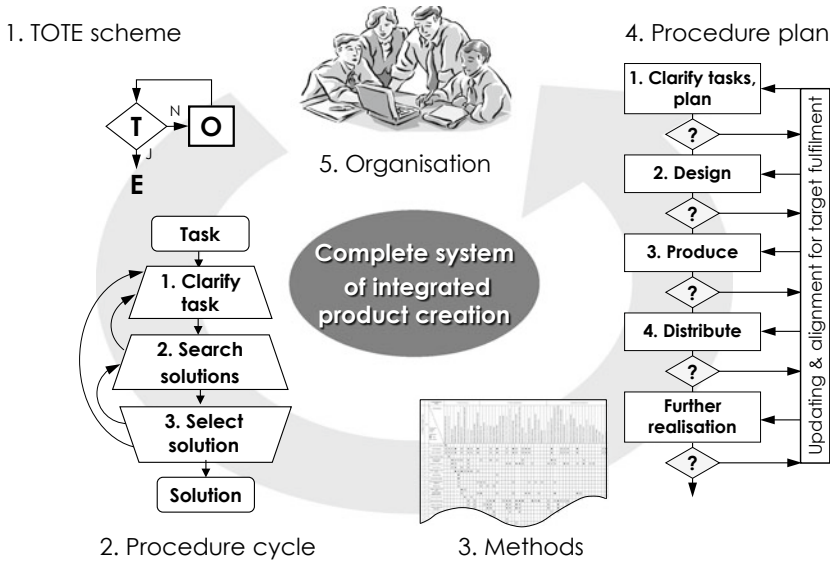 1. TOTE scheme
T
N
O
J
E
5. Organisation
4. Procedure plan
1. Clarify tasks,
plan
?
2. Design
?
3. Produce
?
4. Distribute
?
Further
realisation
?
Updating & alignment for target fulfilment
Complete system
of integrated
product creation
Task
1. Clarify
task
2. Search
solutions
3. Select
solution
Solution
2. Procedure cycle
3. Methods